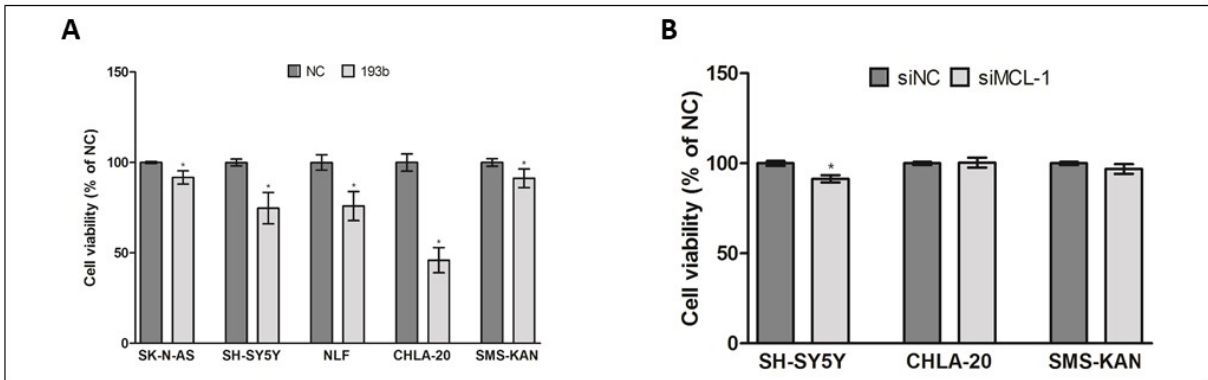 A
NC 193b
Cell viability (% of NC)
150
100
50
0
* * * * *
SK-N-AS SH-SY5Y NLF CHLA-20 SMS-KAN
B
siNC siMCL-1
Cell viability (% of NC)
150
100
50
0
*
SH-SY5Y CHLA-20 SMS-KAN